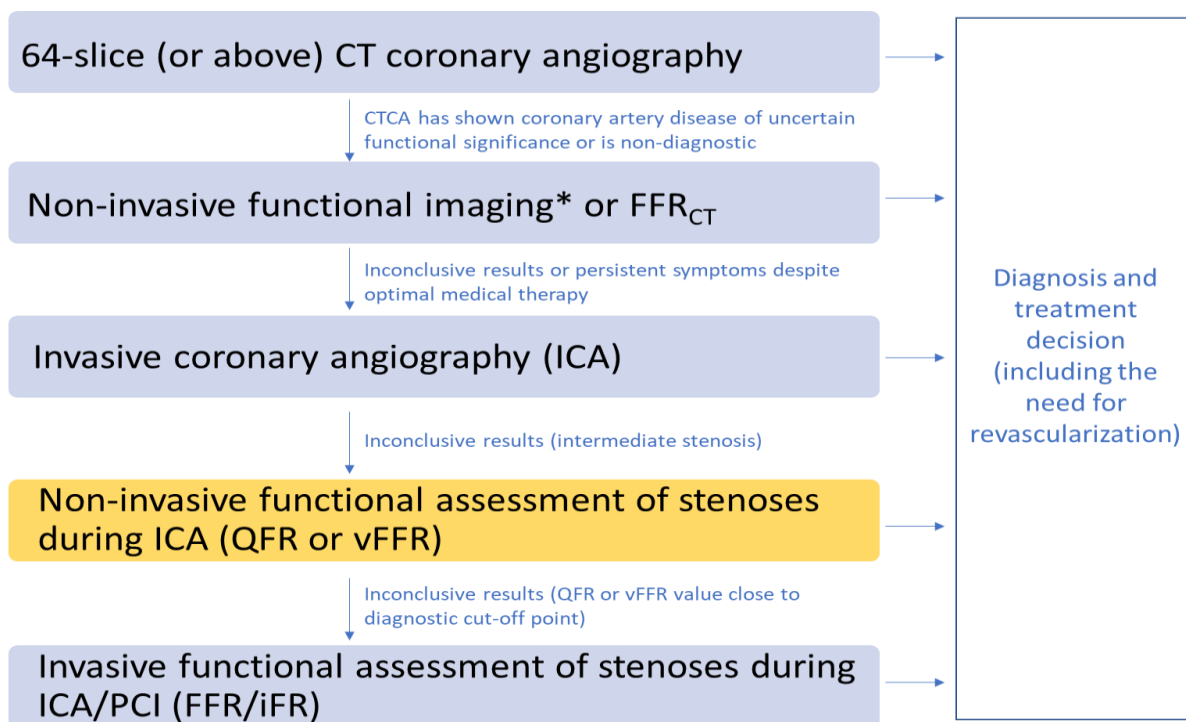 64-slice (or above) CT coronary angiography
CTCA has shown coronary artery disease of uncertain
functional significance or is non-diagnostic
Non-invasive functional imaging* or FFRCT
Inconclusive results or persistent symptoms despite
optimal medical therapy
Invasive coronary angiography (ICA)
Inconclusive results (intermediate stenosis)
Non-invasive functional assessment of stenoses
during ICA (QFR or vFFR)
Inconclusive results (QFR or vFFR value close to
diagnostic cut-off point)
Invasive functional assessment of stenoses during
ICA/PCI (FFR/iFR)
Diagnosis and
treatment
decision
(including the
need for
revascularization)